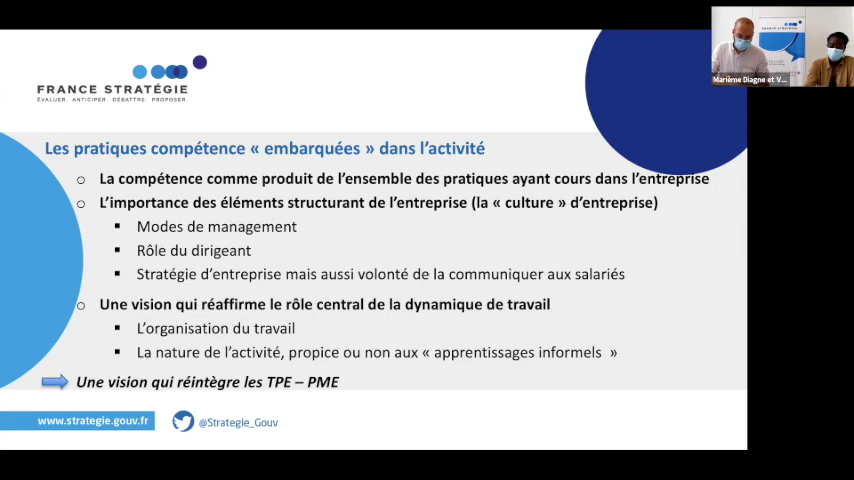 FRANCE STRATÉGIE
ÉVALUER. ANTICIPER. DÉBATTRE. PROPOSER.
Marième Diagne et V...
Les pratiques compétence « embarquées » dans l’activité
La compétence comme produit de l’ensemble des pratiques ayant cours dans l’entreprise
L’importance des éléments structurant de l’entreprise (la « culture » d’entreprise)
Modes de management
Rôle du dirigeant
Stratégie d’entreprise mais aussi volonté de la communiquer aux salariés
Une vision qui réaffirme le rôle central de la dynamique de travail
L’organisation du travail
La nature de l’activité, propice ou non aux « apprentissages informels »
Une vision qui réintègre les TPE – PME
www.strategie.gouv.fr
@Strategie_Gouv